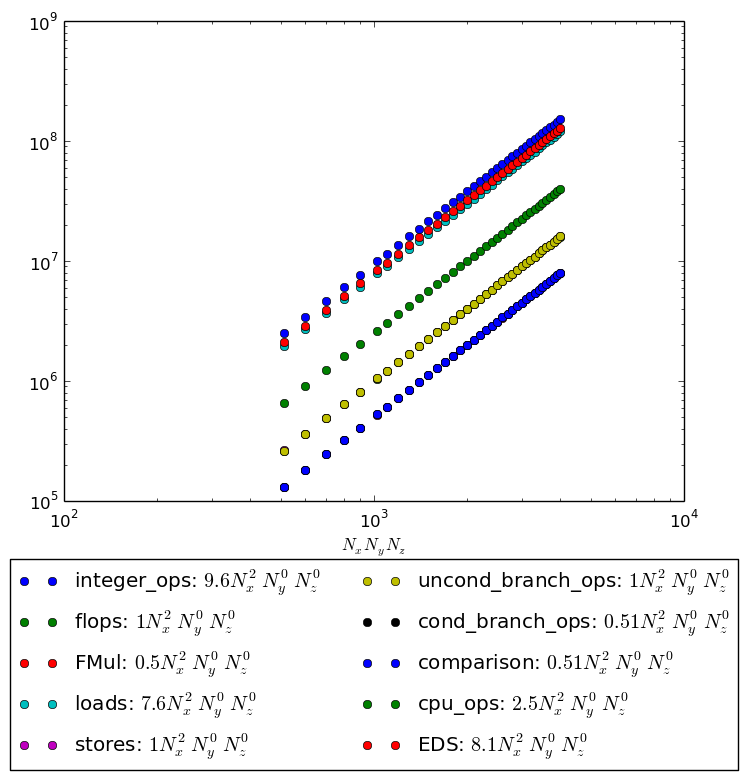 10^9
10^8
10^7
10^6
10^5
10^2
10^3
10^4
N_x N_y N_z
integer_ops: 9.6N_x^2 N_y^0 N_z^0
flops: 1N_x^2 N_y^0 N_z^0
FMul: 0.5N_x^2 N_y^0 N_z^0
loads: 7.6N_x^2 N_y^0 N_z^0
stores: 1N_x^2 N_y^0 N_z^0
uncond_branch_ops: 1N_x^2 N_y^0 N_z^0
cond_branch_ops: 0.51N_x^2 N_y^0 N_z^0
comparison: 0.51N_x^2 N_y^0 N_z^0
cpu_ops: 2.5N_x^2 N_y^0 N_z^0
EDS: 8.1N_x^2 N_y^0 N_z^0